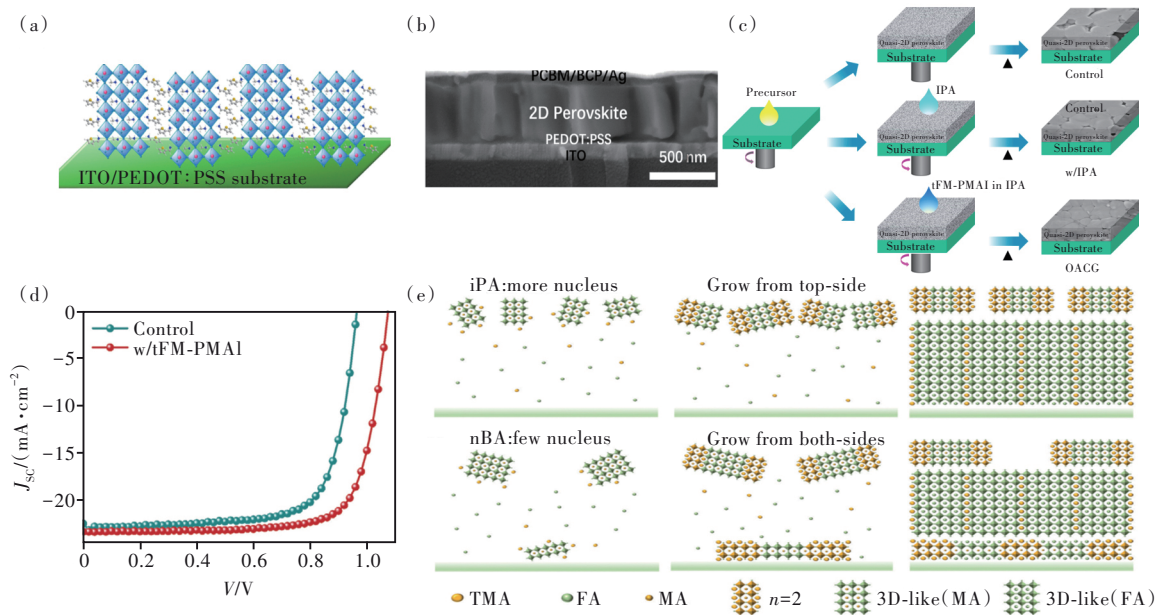 (a)
ITO/PEDOT:PSS substrate
(b)
PCBM/BCP/Ag
2D Perovskite
PEDOT:PSS
ITO
500 nm
(c)
Precursor
Substrate
Quasi-2D perovskite
Substrate
Quasi-2D perovskite
Substrate
Control
IPA
Quasi-2D perovskite
Substrate
Control
Quasi-2D perovskite
Substrate
w/IPA
tFM-PMAI in IPA
Quasi-2D perovskite
Substrate
Quasi-2D perovskite
Substrate
OACG
(d)
Control
w/tFM-PMAI
J_SC/(mA·cm⁻²)
0
−5
−10
−15
−20
0
0.2
0.4
0.6
0.8
1.0
V/V
(e)
iPA:more nucleus
Grow from top-side
nBA:few nucleus
Grow from both-sides
TMA
FA
MA
n=2
3D-like(MA)
3D-like(FA)